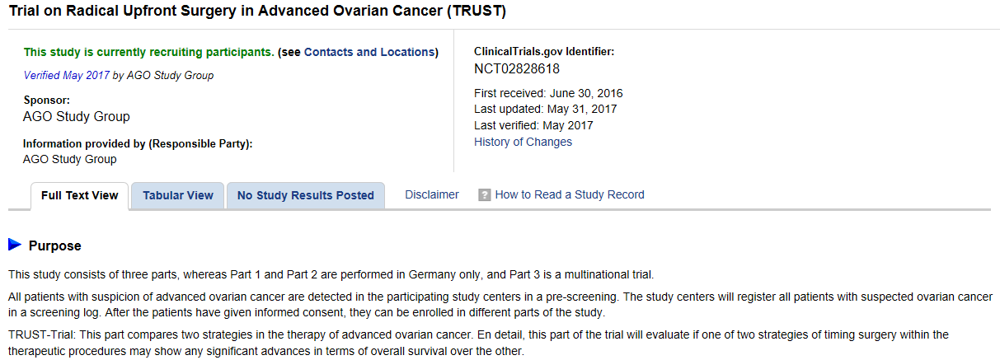 Trial on Radical Upfront Surgery in Advanced Ovarian Cancer (TRUST)
This study is currently recruiting participants. (see Contacts and Locations)
Verified May 2017 by AGO Study Group
Sponsor:
AGO Study Group
Information provided by (Responsible Party):
AGO Study Group
ClinicalTrials.gov Identifier:
NCT02828618
First received: June 30, 2016
Last updated: May 31, 2017
Last verified: May 2017
History of Changes
Full Text View
Tabular View
No Study Results Posted
Disclaimer
? How to Read a Study Record
Purpose
This study consists of three parts, whereas Part 1 and Part 2 are performed in Germany only, and Part 3 is a multinational trial.
All patients with suspicion of advanced ovarian cancer are detected in the participating study centers in a pre-screening. The study centers will register all patients with suspected ovarian cancer
in a screening log. After the patients have given informed consent, they can be enrolled in different parts of the study.
TRUST-Trial: This part compares two strategies in the therapy of advanced ovarian cancer. En detail, this part of the trial will evaluate if one of two strategies of timing surgery within the
therapeutic procedures may show any significant advances in terms of overall survival over the other.